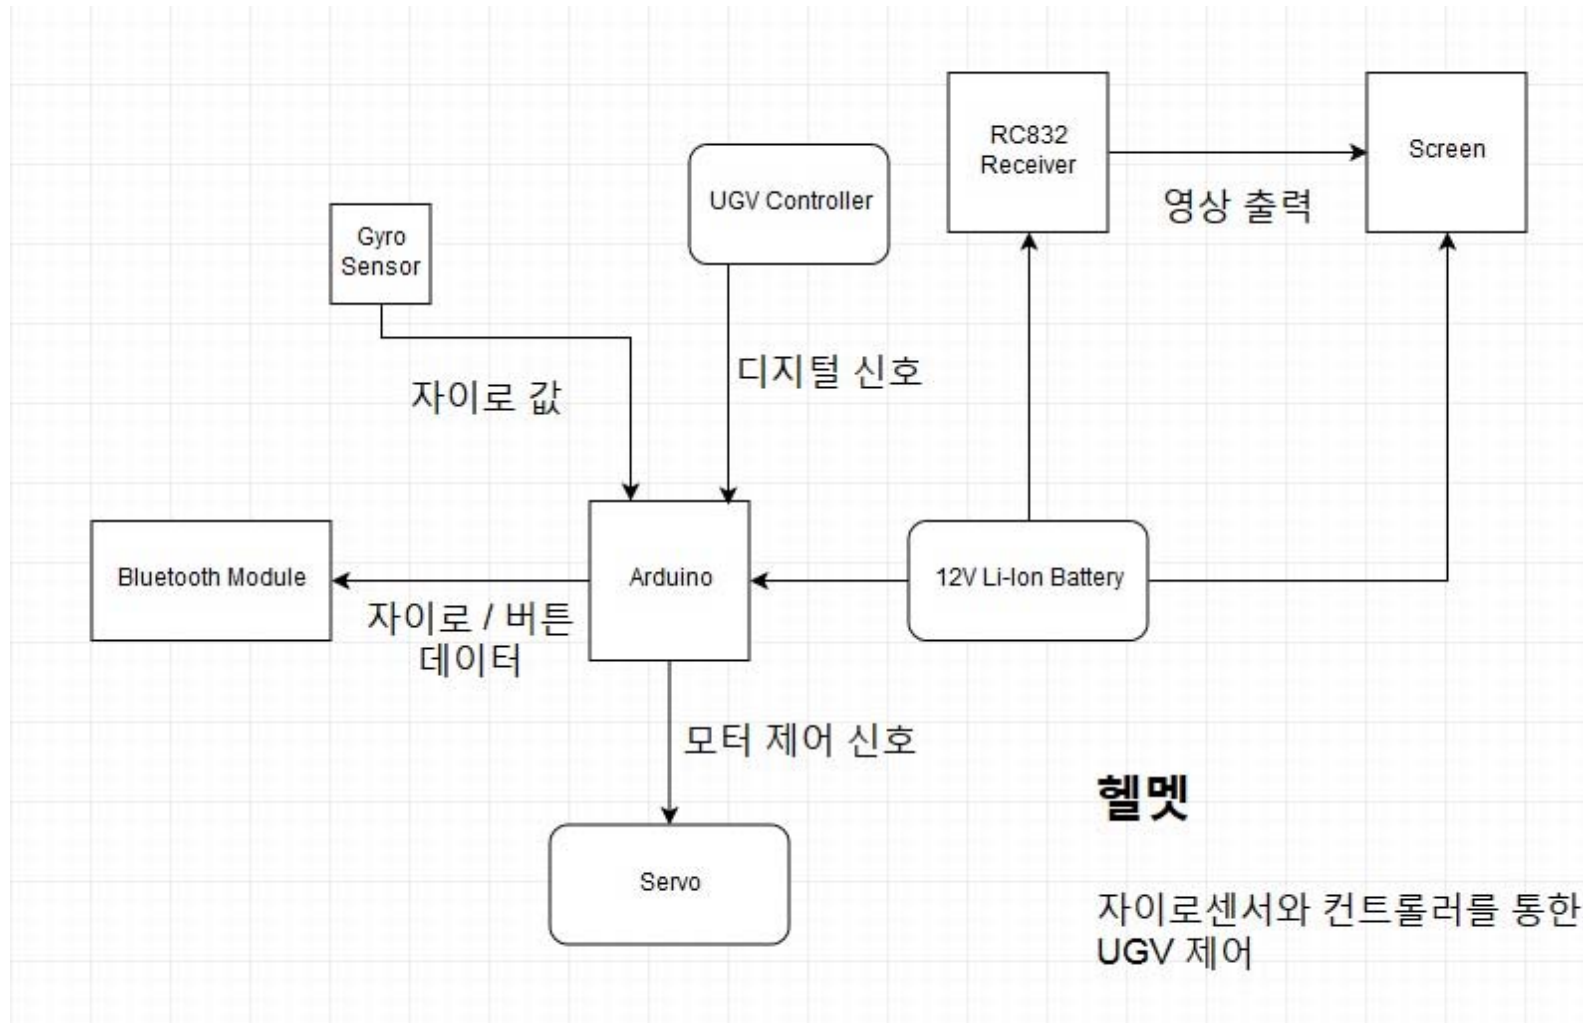 RC832
Receiver
Screen
UGV Controller
영상 출력
Gyro
Sensor
디지털 신호
자이로 값
Bluetooth Module
Arduino
12V Li-Ion Battery
자이로 / 버튼
데이터
모터 제어 신호
헬멧
Servo
자이로센서와 컨트롤러를 통한
UGV 제어